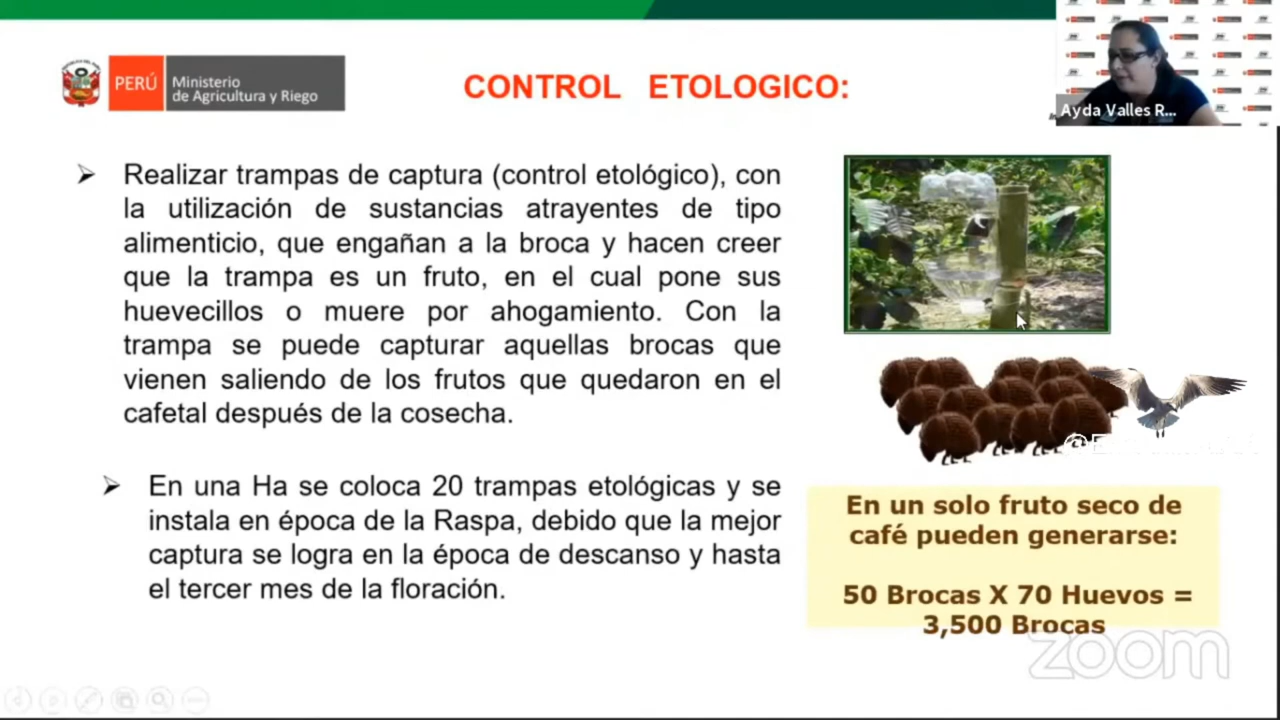 PERÚ
Ministerio
de Agricultura y Riego
CONTROL ETOLOGICO:
Ayda Valles R...
➢ Realizar trampas de captura (control etológico), con
la utilización de sustancias atrayentes de tipo
alimenticio, que engañan a la broca y hacen creer
que la trampa es un fruto, en el cual pone sus
huevecillos o muere por ahogamiento. Con la
trampa se puede capturar aquellas brocas que
vienen saliendo de los frutos que quedaron en el
cafetal después de la cosecha.
➢ En una Ha se coloca 20 trampas etológicas y se
instala en época de la Raspa, debido que la mejor
captura se logra en la época de descanso y hasta
el tercer mes de la floración.
En un solo fruto seco de
café pueden generarse:
50 Brocas X 70 Huevos =
3,500 Brocas
zoom